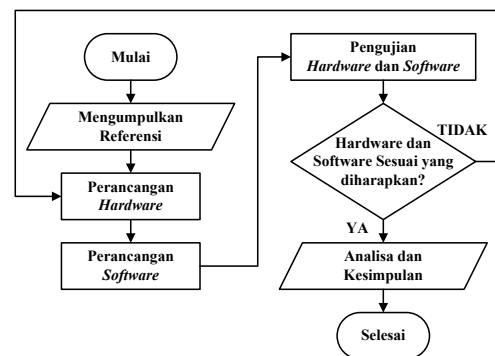 Mulai
Mengumpulkan
Referensi
Perancangan
Hardware
Perancangan
Software
Pengujian
Hardware dan Software
Hardware dan
Software Sesuai yang
diharapkan?
TIDAK
YA
Analisa dan
Kesimpulan
Selesai